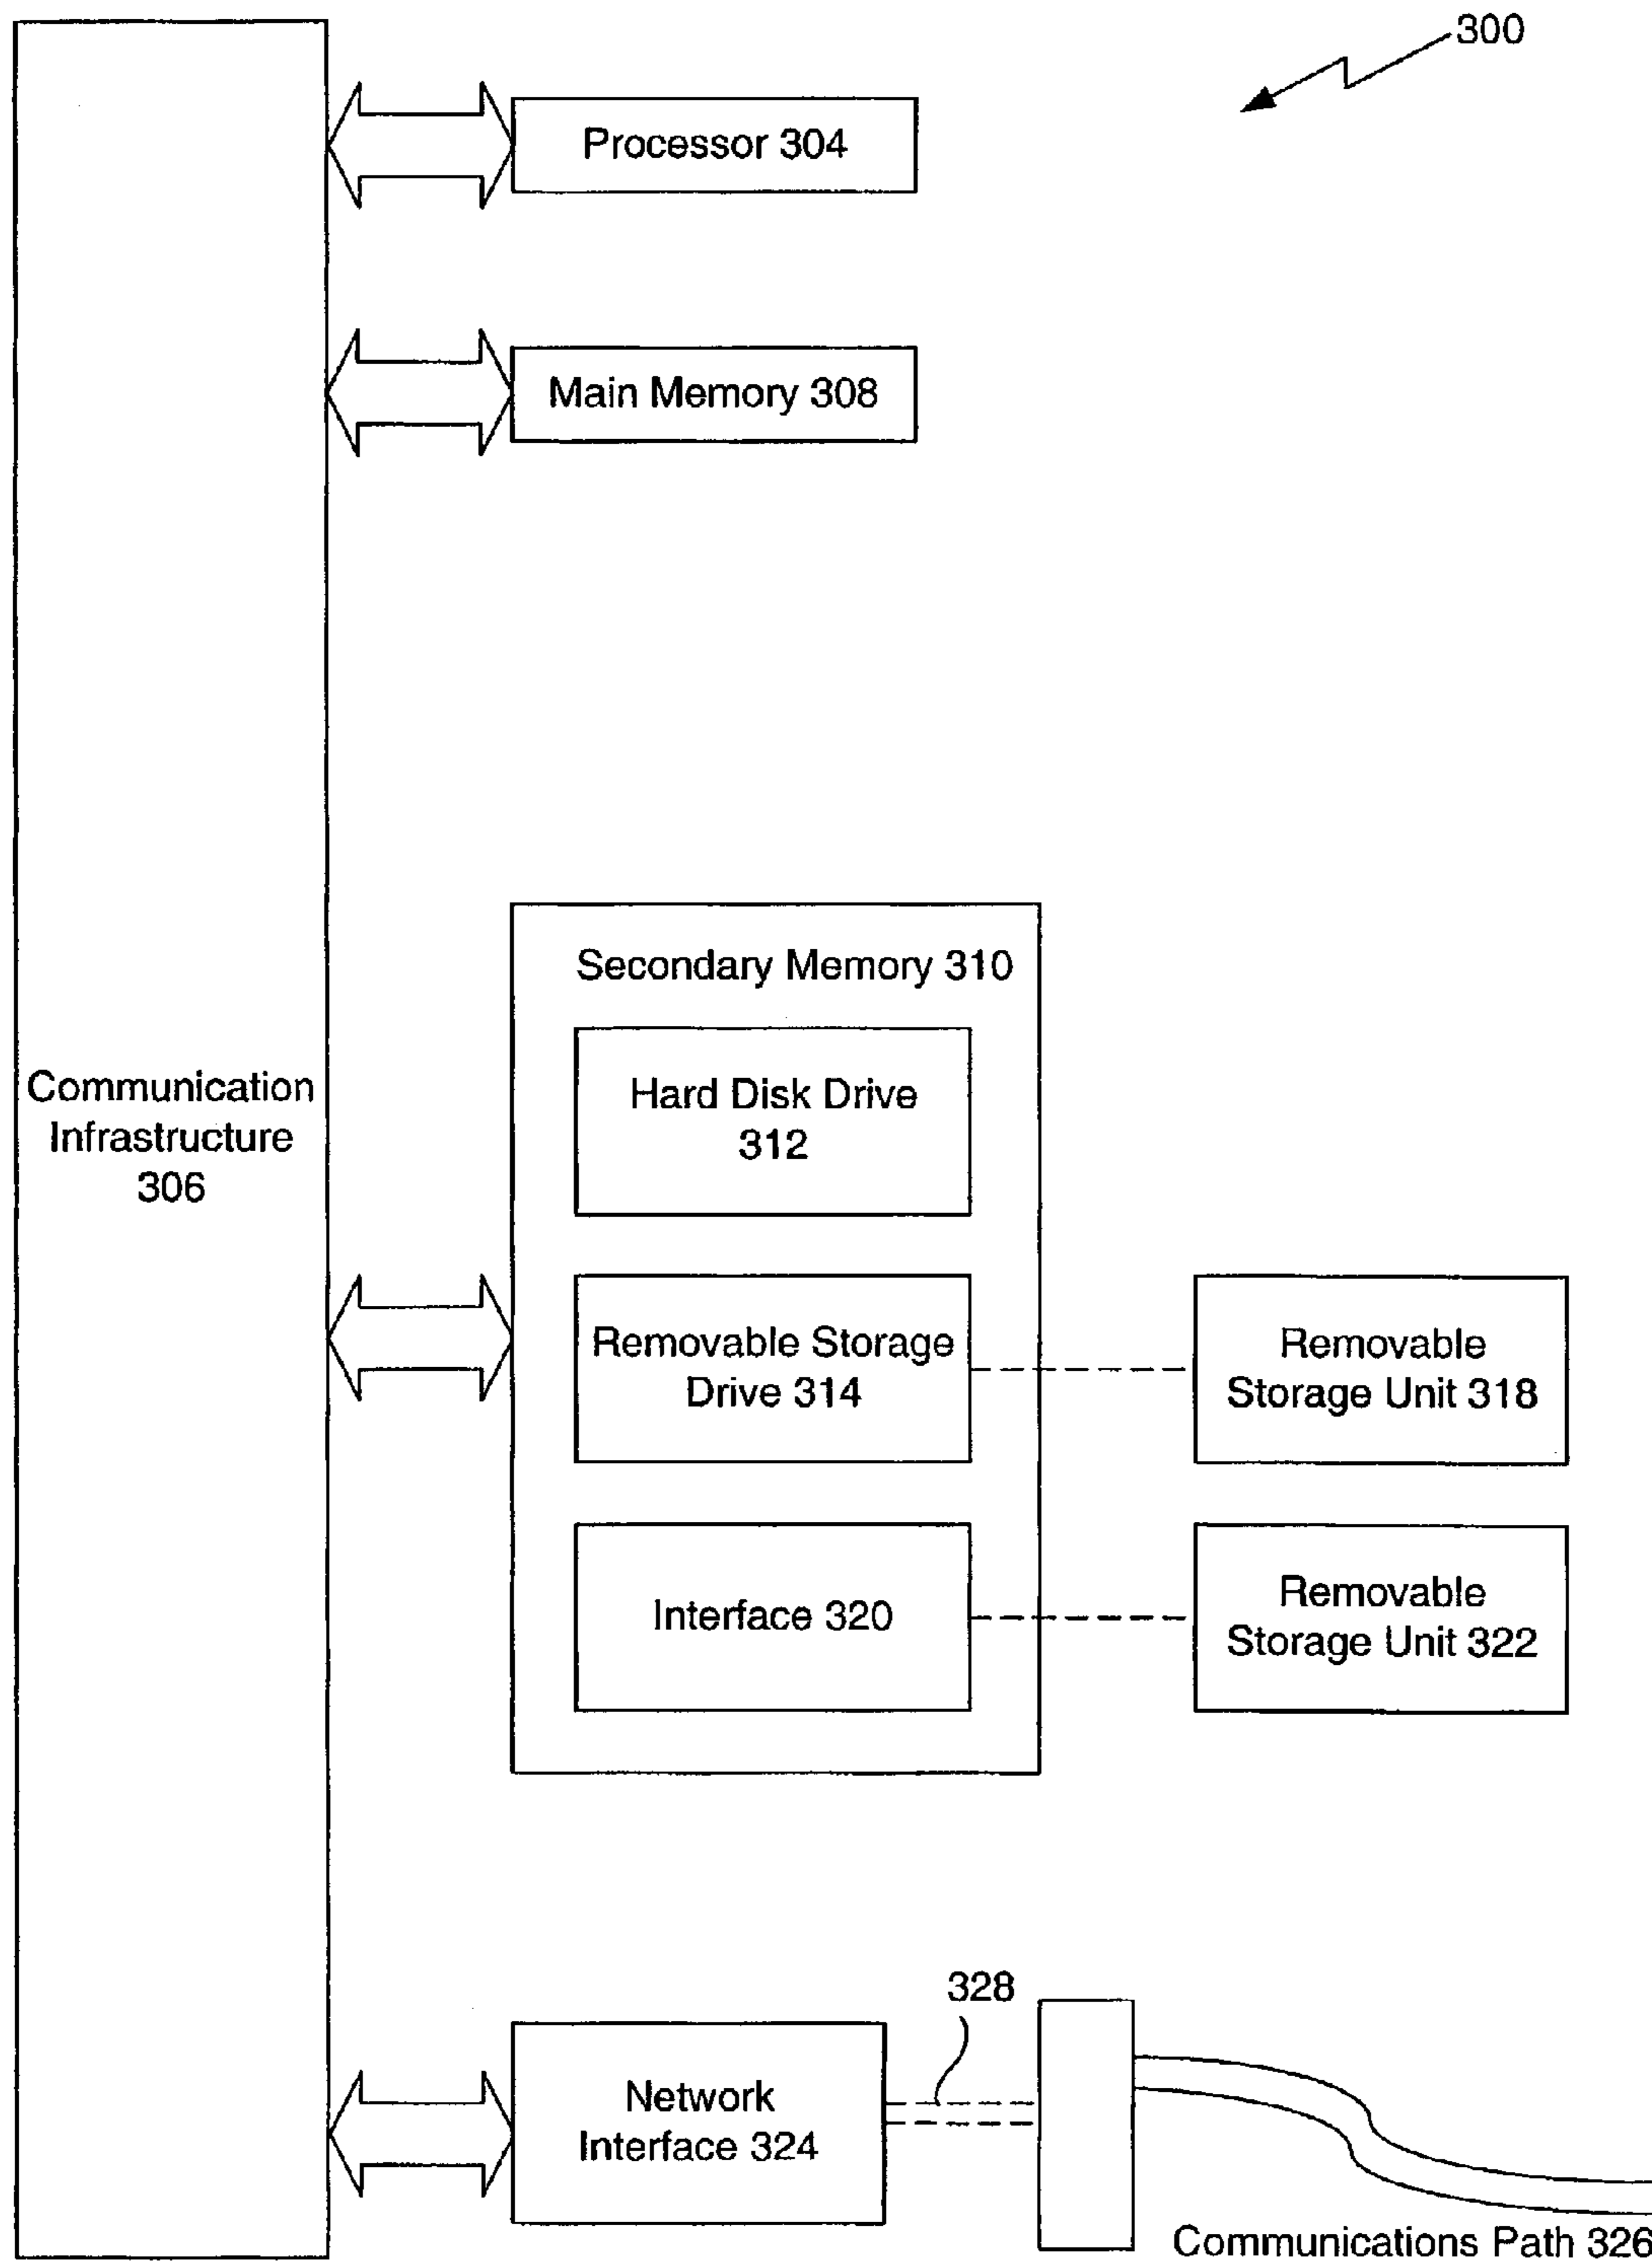 300
Processor 304
Main Memory 308
Secondary Memory 310
Hard Disk Drive
312
Communication
Infrastructure
306
Removable Storage
Drive 314
Removable
Storage Unit 318
Interface 320
Removable
Storage Unit 322
328
Network
Interface 324
Communications Path 326